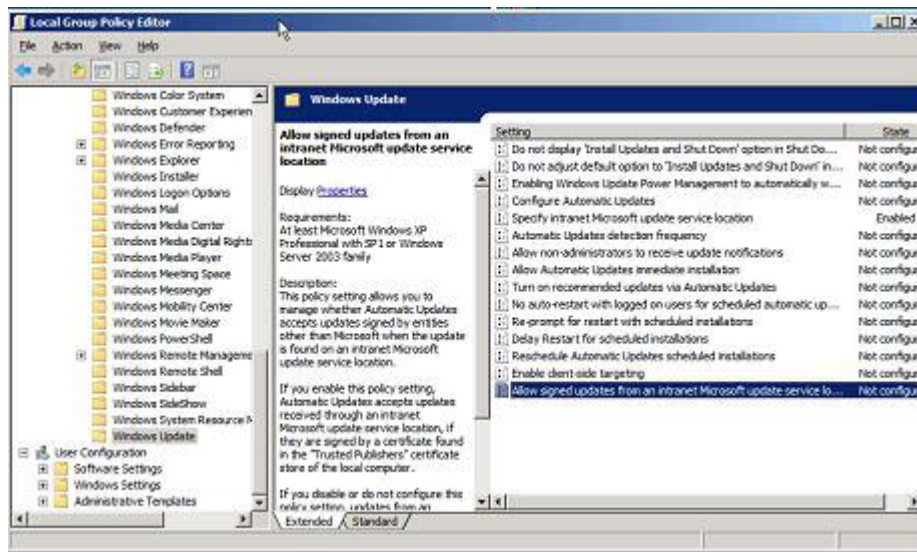 Local Group Policy Editor
File Action View Help
Windows Color System
Windows Customer Experien
Windows Defender
Windows Error Reporting
Windows Explorer
Windows Installer
Windows Logon Options
Windows Mail
Windows Media Center
Windows Media Digital Rights
Windows Media Player
Windows Meeting Space
Windows Messenger
Windows Mobility Center
Windows Movie Maker
Windows PowerShell
Windows Remote Manageme
Windows Remote Shell
Windows Sidebar
Windows SideShow
Windows System Resource M
Windows Update
User Configuration
Software Settings
Windows Settings
Administrative Templates
Windows Update
Allow signed updates from an
intranet Microsoft update service
location
Display Properties
Requirements:
At least Microsoft Windows XP
Professional with SP1 or Windows
Server 2003 family
Description:
This policy setting allows you to
manage whether Automatic Updates
accepts updates signed by entities
other than Microsoft when the update
is found on an intranet Microsoft
update service location.
If you enable this policy setting,
Automatic Updates accepts updates
received through an intranet
Microsoft update service location, if
they are signed by a certificate found
in the "Trusted Publishers" certificate
store of the local computer.
If you disable or do not configure this
policy setting, updates from an
Setting State
Do not display 'Install Updates and Shut Down' option in Shut Do... Not configu
Do not adjust default option to 'Install Updates and Shut Down' in... Not configu
Enabling Windows Update Power Management to automatically w... Not configu
Configure Automatic Updates Not configu
Specify intranet Microsoft update service location Enabled
Automatic Updates detection frequency Not configu
Allow non-administrators to receive update notifications Not configu
Allow Automatic Updates immediate installation Not configu
Turn on recommended updates via Automatic Updates Not configu
No auto-restart with logged on users for scheduled automatic up... Not configu
Re-prompt for restart with scheduled installations Not configu
Delay Restart for scheduled installations Not configu
Reschedule Automatic Updates scheduled installations Not configu
Enable client-side targeting Not configu
Allow signed updates from an intranet Microsoft update service lo... Not configu
Extended Standard